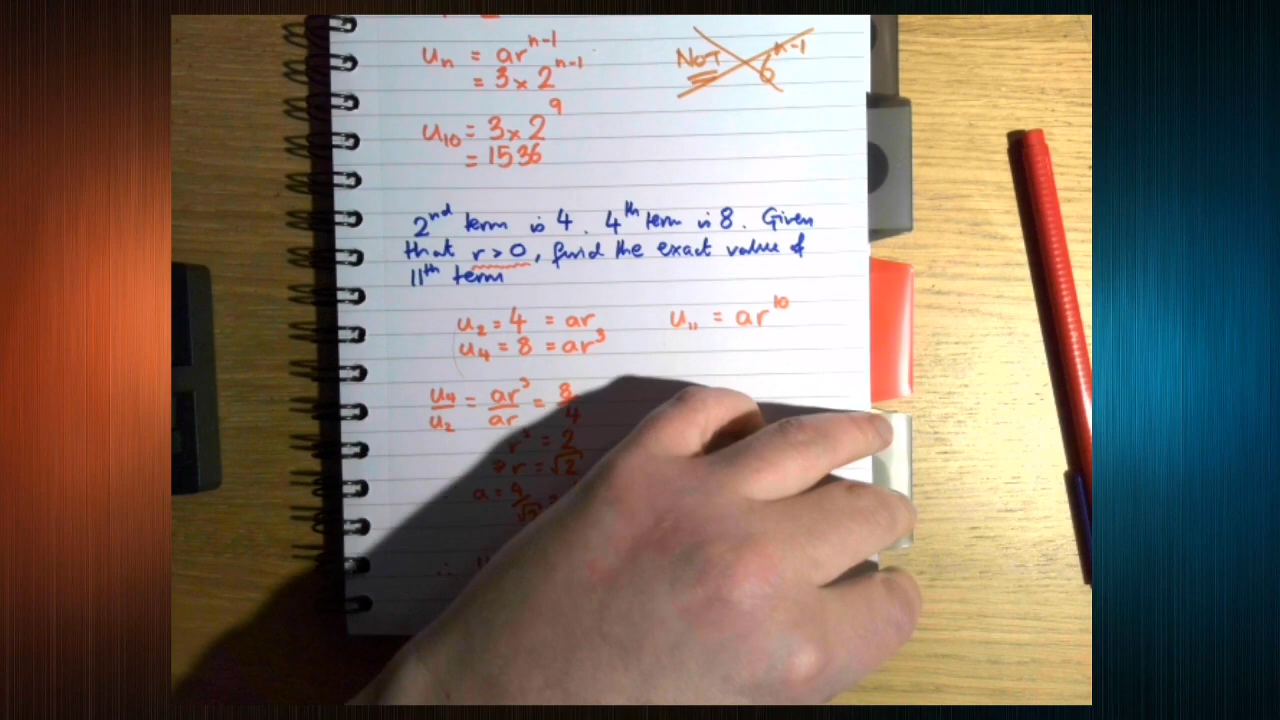 uₙ = arⁿ⁻¹
= 3 × 2ⁿ⁻¹
NOT 6ⁿ⁻¹
u₁₀ = 3 × 2⁹
= 1536
2ⁿᵈ term is 4. 4ᵗʰ term is 8. Given
that r > 0, find the exact value of
11ᵗʰ term
u₂ = 4 = ar
u₄ = 8 = ar³
u₁₁ = ar¹⁰
u₄/u₂ = ar³/ar = 8/4
r² = 2
⇒ r = √2
a = 4/√2 =